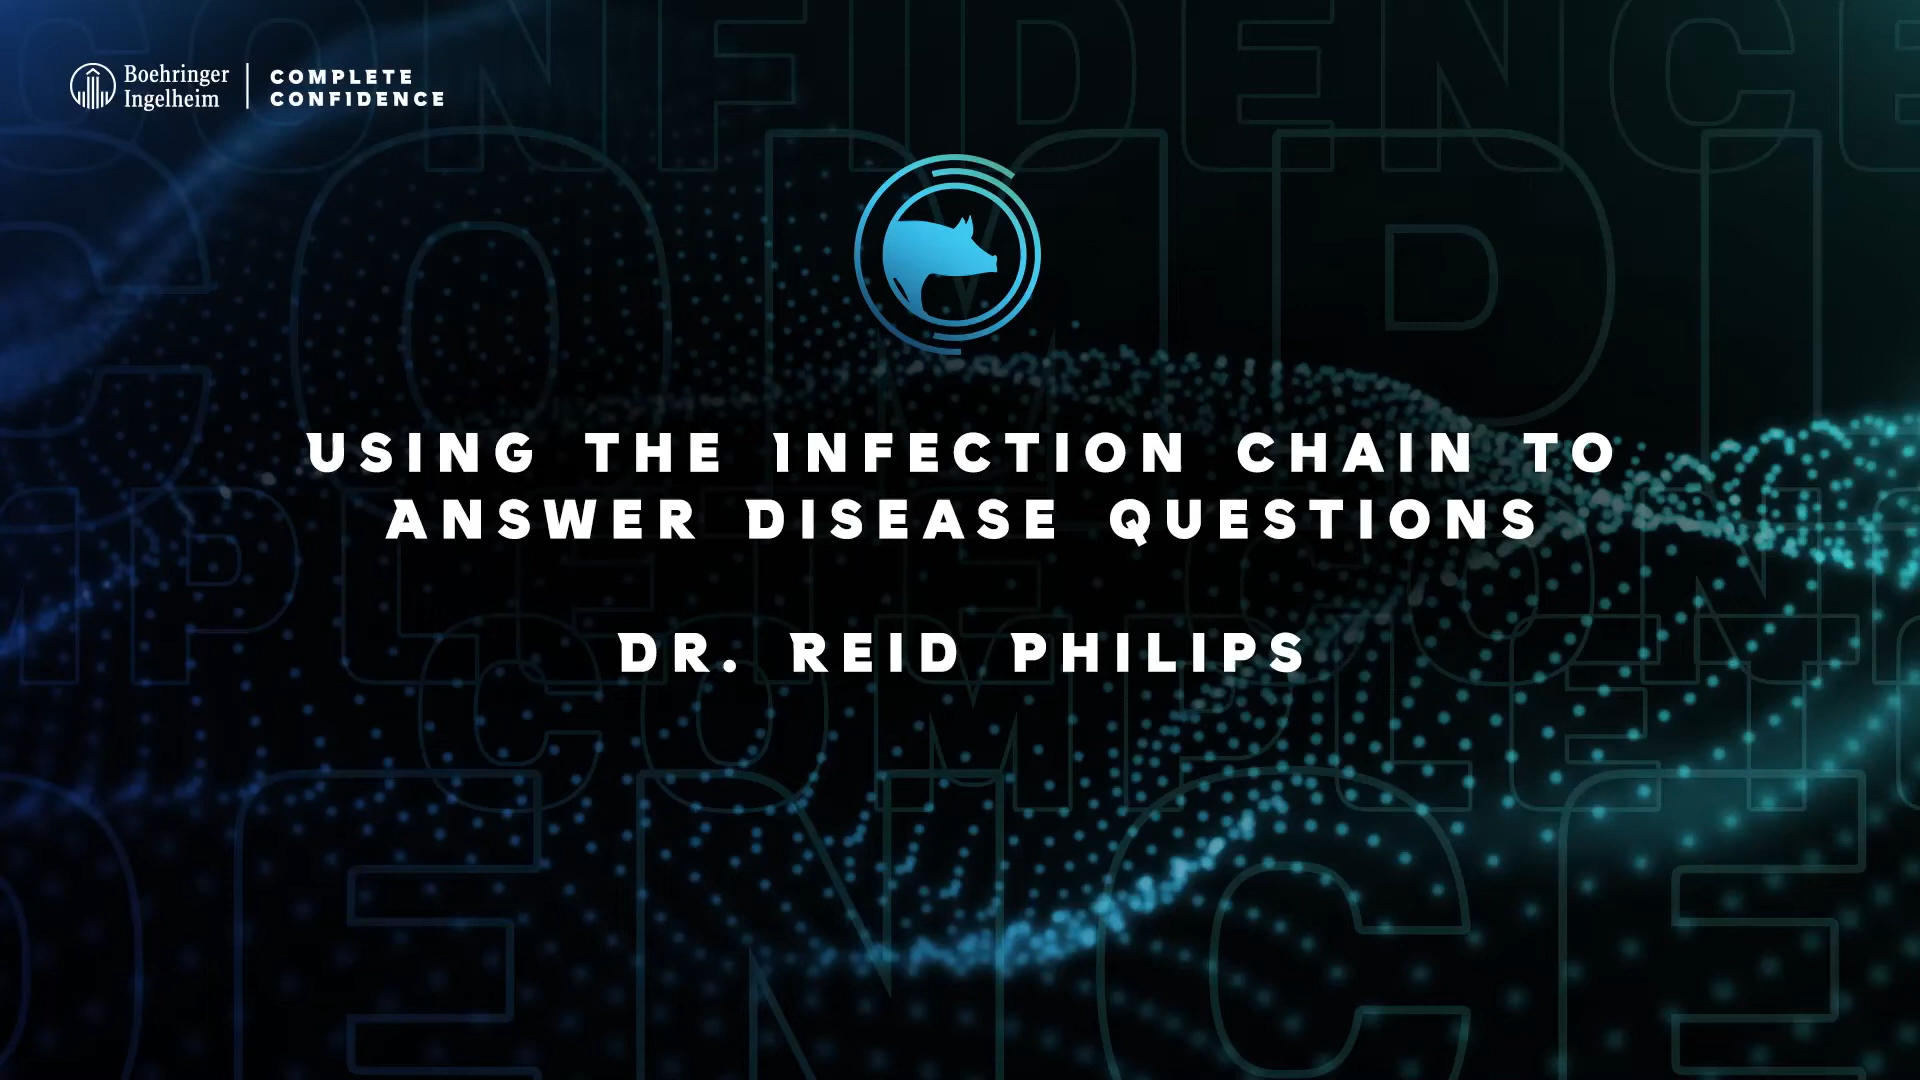 Boehringer
Ingelheim
COMPLETE
CONFIDENCE
USING THE INFECTION CHAIN TO
ANSWER DISEASE QUESTIONS
DR. REID PHILIPS